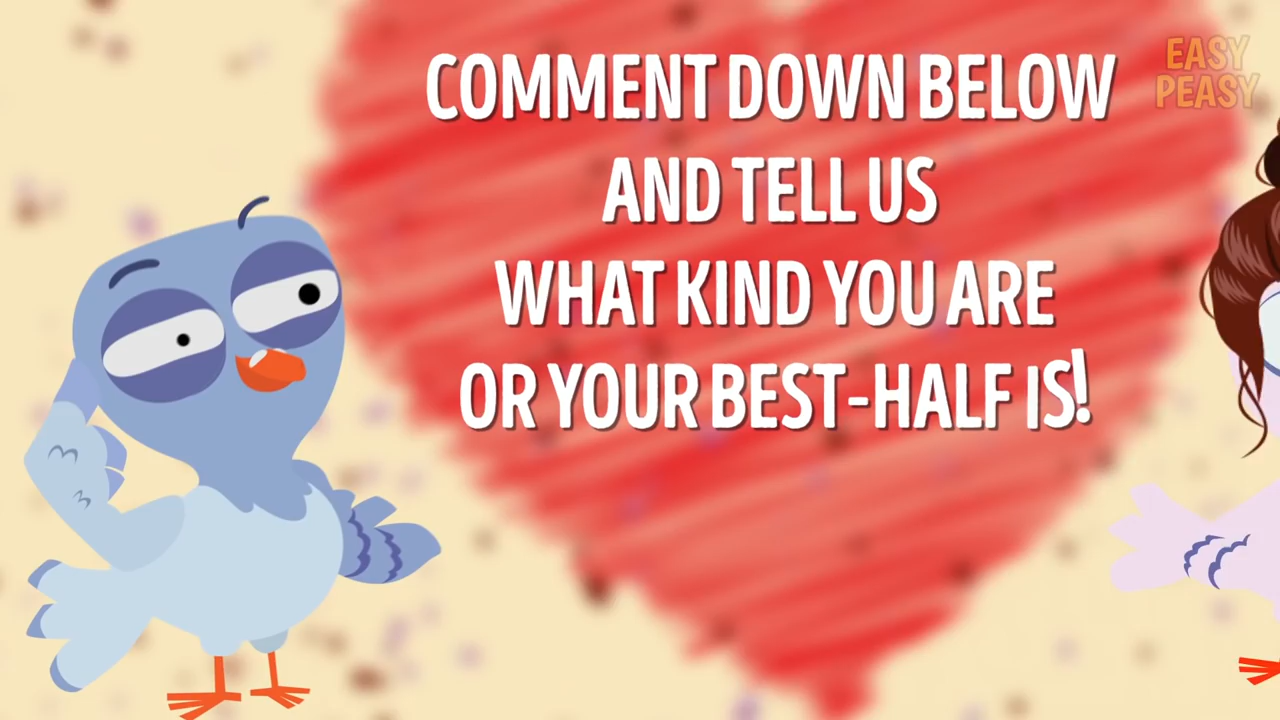 COMMENT DOWN BELOW
AND TELL US
WHAT KIND YOU ARE
OR YOUR BEST-HALF IS!
EASY
PEASY